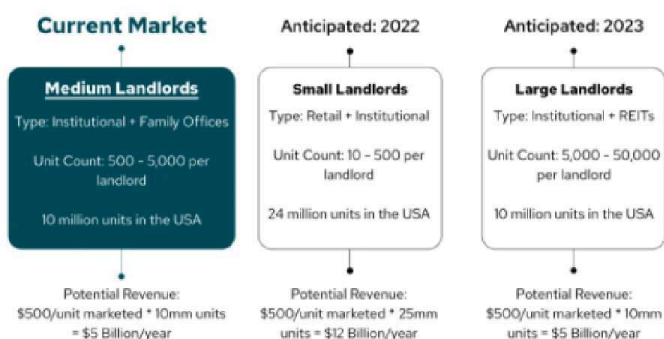 Current Market
Medium Landlords
Type: Institutional + Family Offices
Unit Count: 500 - 5,000 per
landlord
10 million units in the USA
Potential Revenue:
$500/unit marketed * 10mm units
= $5 Billion/year
Anticipated: 2022
Small Landlords
Type: Retail + Institutional
Unit Count: 10 - 500 per
landlord
24 million units in the USA
Potential Revenue:
$500/unit marketed * 25mm
units = $12 Billion/year
Anticipated: 2023
Large Landlords
Type: Institutional + REITs
Unit Count: 5,000 - 50,000
per landlord
10 million units in the USA
Potential Revenue:
$500/unit marketed * 10mm
units = $5 Billion/year